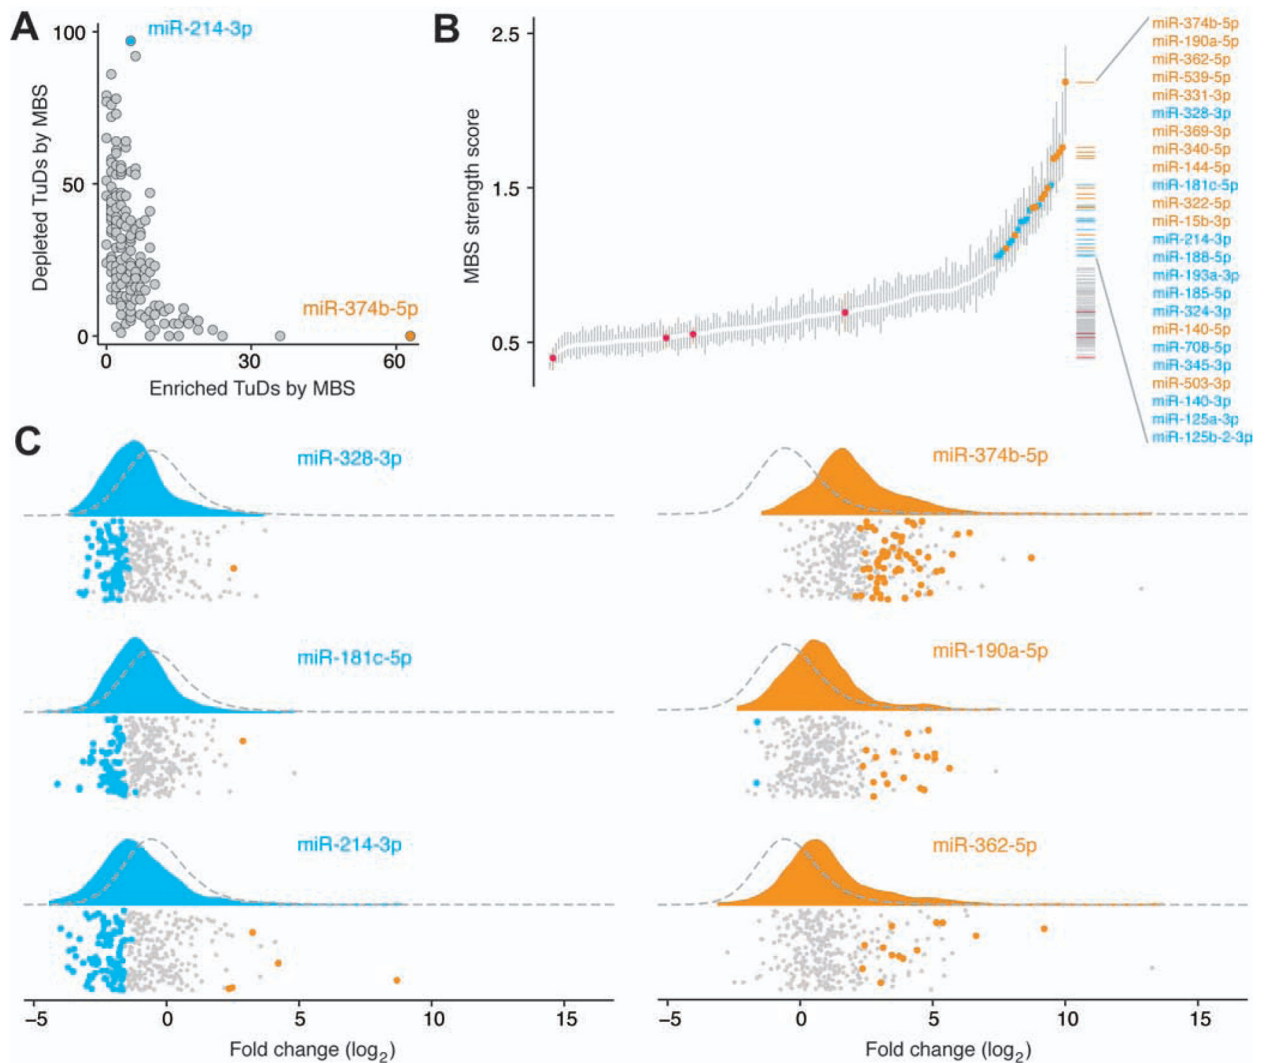 A
100
miR-214-3p
Depleted TuDs by MBS
50
miR-374b-5p
0
0
30
60
Enriched TuDs by MBS
B
2.5
MBS strength score
1.5
0.5
miR-374b-5p
miR-190a-5p
miR-362-5p
miR-539-5p
miR-331-3p
miR-328-3p
miR-369-3p
miR-340-5p
miR-144-5p
miR-181c-5p
miR-322-5p
miR-15b-3p
miR-214-3p
miR-188-5p
miR-193a-3p
miR-185-5p
miR-324-3p
miR-140-5p
miR-708-5p
miR-345-3p
miR-503-3p
miR-140-3p
miR-125a-3p
miR-125b-2-3p
C
miR-328-3p
miR-181c-5p
miR-214-3p
−5
0
5
10
15
Fold change (log2)
miR-374b-5p
miR-190a-5p
miR-362-5p
−5
0
5
10
15
Fold change (log2)